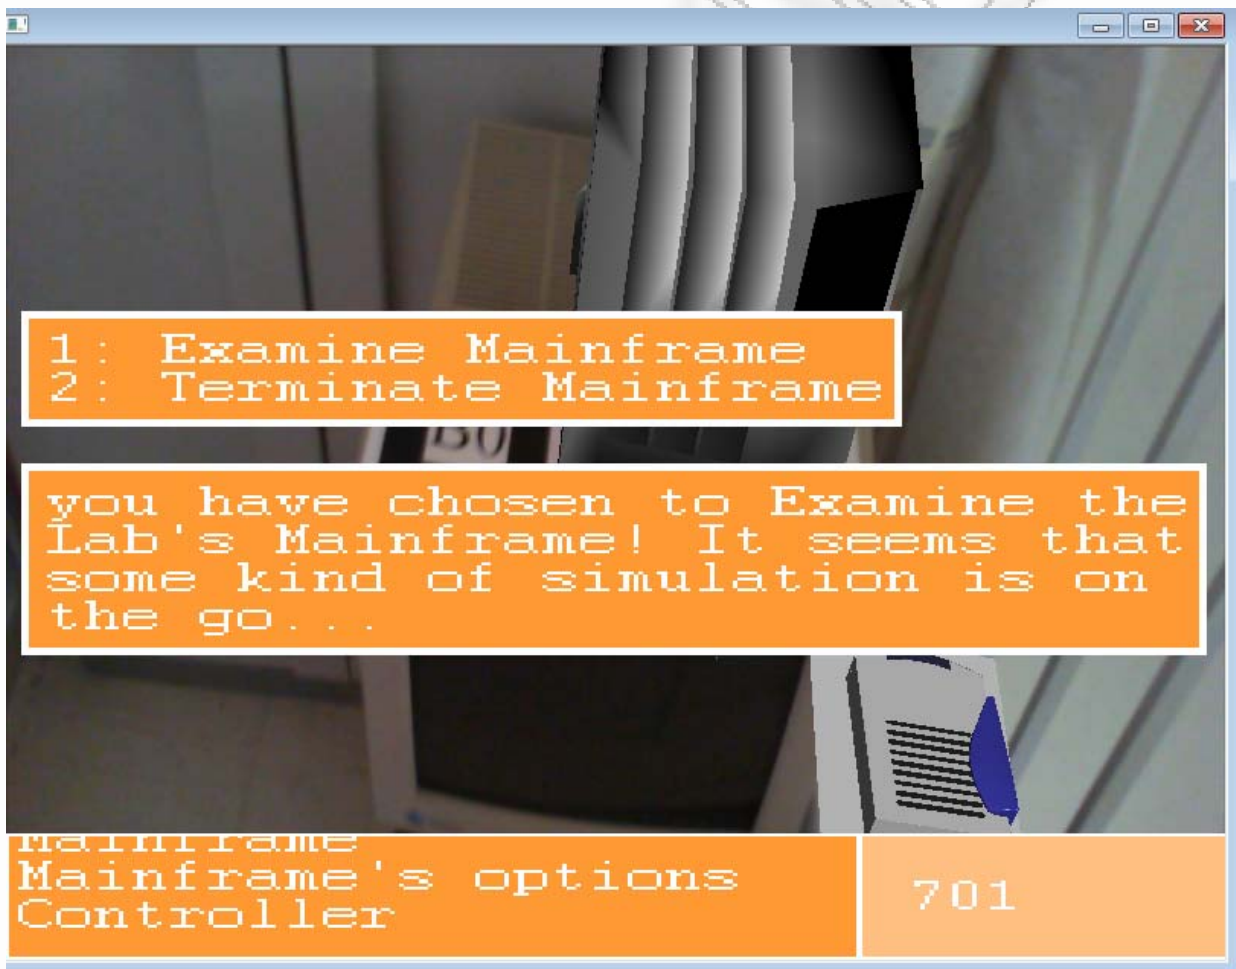 1: Examine Mainframe
2: Terminate Mainframe
B0
you have chosen to Examine the
Lab's Mainframe! It seems that
some kind of simulation is on
the go...
Mainframe
Mainframe's options
Controller
701